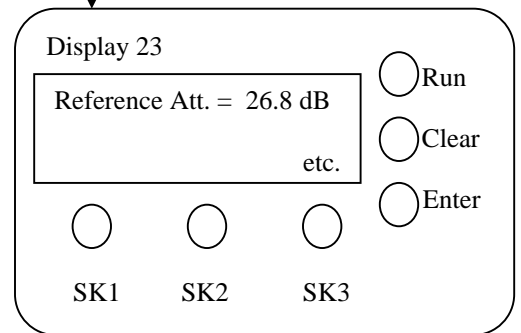 Display 23
Reference Att. = 26.8 dB
etc.
Run
Clear
Enter
SK1 SK2 SK3